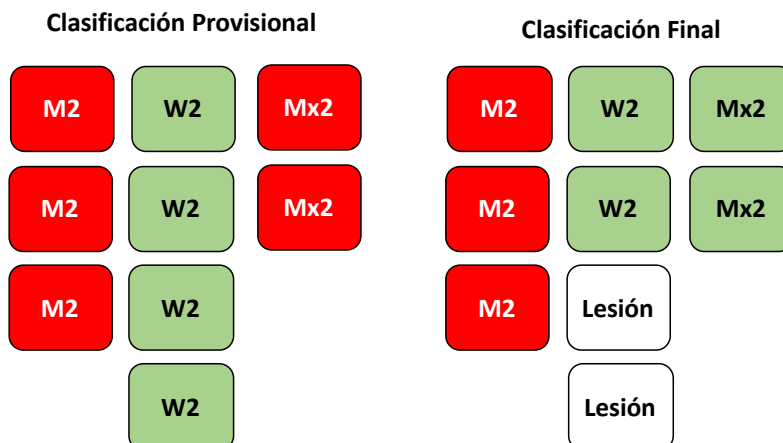 Clasificación Provisional
M2 W2 Mx2
M2 W2 Mx2
M2 W2
W2
Clasificación Final
M2 W2 Mx2
M2 W2 Mx2
M2 Lesión
Lesión